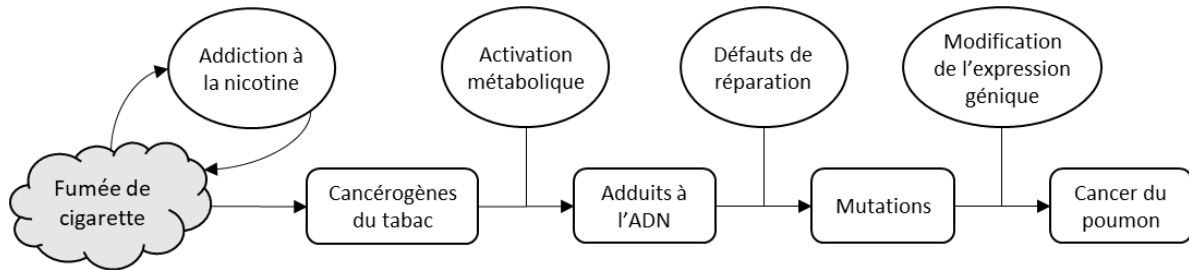 Addiction à
la nicotine
Activation
métabolique
Défauts de
réparation
Modification
de l’expression
génique
Fumée de
cigarette
Cancérogènes
du tabac
Adduits à
l’ADN
Mutations
Cancer du
poumon